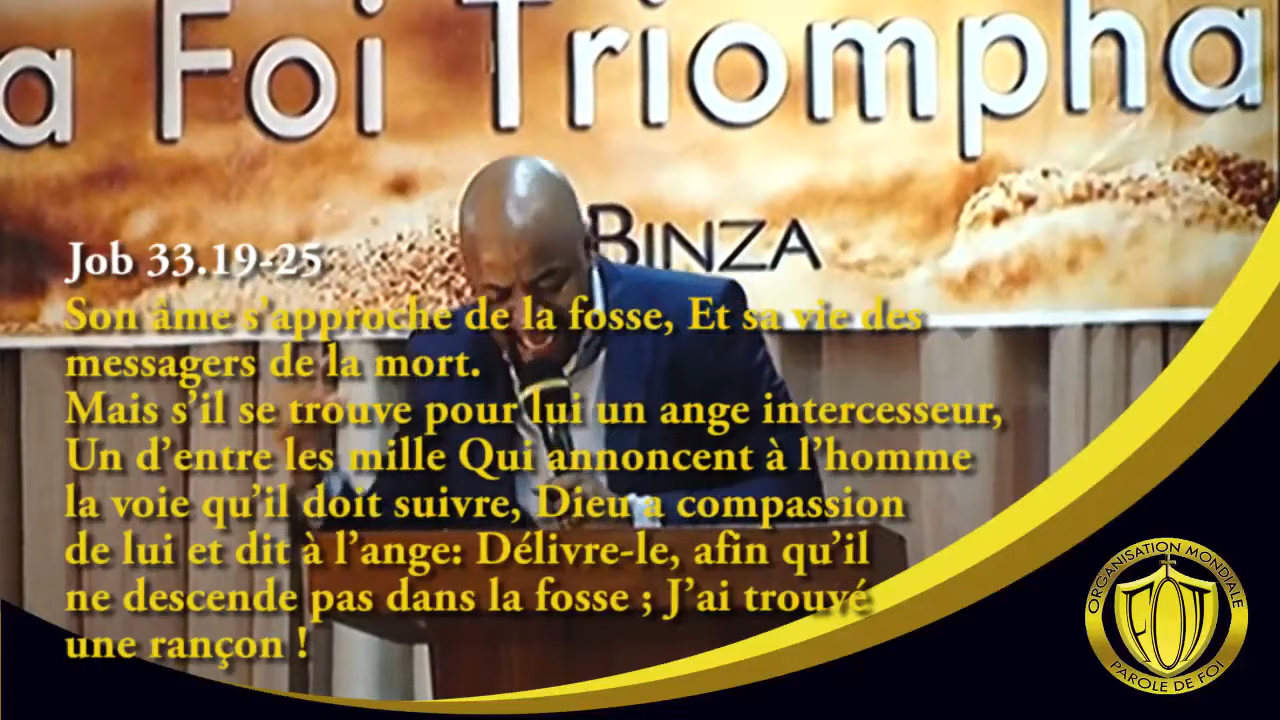 a Foi Triompha
BINZA
Job 33.19-25
Son âme s'approche de la fosse, Et sa vie des
messagers de la mort.
Mais s'il se trouve pour lui un ange intercesseur,
Un d'entre les mille Qui annoncent à l'homme
la voie qu'il doit suivre, Dieu a compassion
de lui et dit à l'ange: Délivre-le, afin qu'il
ne descende pas dans la fosse ; J'ai trouvé
une rançon !
ORGANISATION MONDIALE
FOI
PAROLE DE FOI